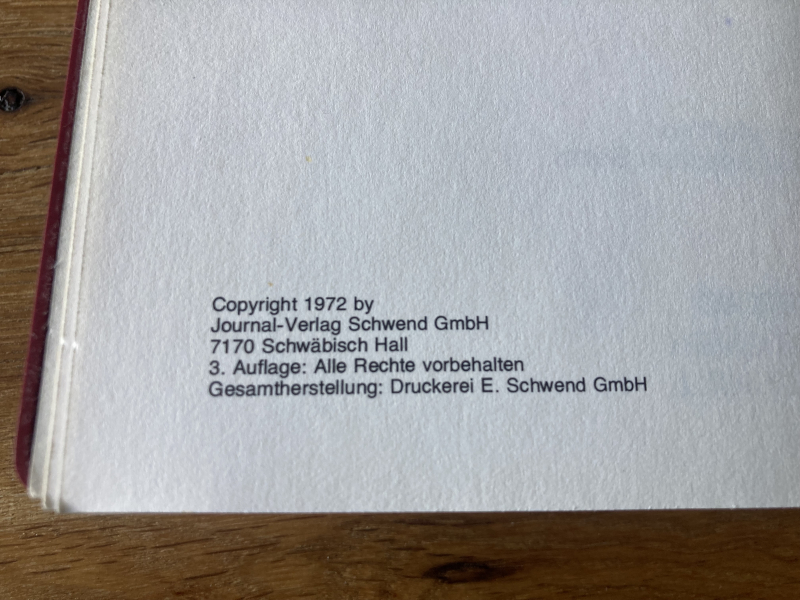 Copyright 1972 by
Journal-Verlag Schwend GmbH
7170 Schwäbisch Hall
3. Auflage: Alle Rechte vorbehalten
Gesamtherstellung: Druckerei E. Schwend GmbH